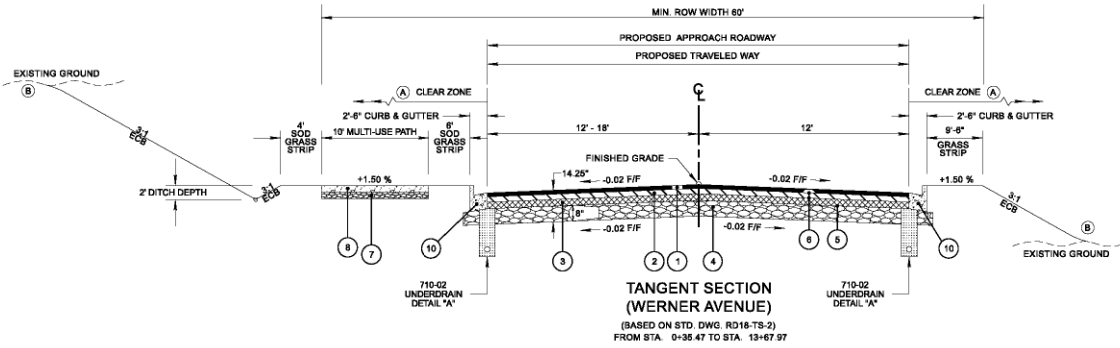 MIN. ROW WIDTH 60'
PROPOSED APPROACH ROADWAY
PROPOSED TRAVELED WAY
EXISTING GROUND
B
A CLEAR ZONE
CL
CLEAR ZONE A
2'-6" CURB & GUTTER
2'-6" CURB & GUTTER
3:1
ECB
4'
SOD
GRASS
STRIP
10' MULTI-USE PATH
6'
SOD
GRASS
STRIP
12' - 18'
12'
9'-6"
GRASS
STRIP
FINISHED GRADE
2' DITCH DEPTH
3:1
ECB
+1.50 %
14.25"
-0.02 F/F
-0.02 F/F
+1.50 %
3:1
ECB
B
8"
-0.02 F/F
-0.02 F/F
EXISTING GROUND
8
7
10
3
2
1
4
6
5
10
710-02
UNDERDRAIN
DETAIL "A"
710-02
UNDERDRAIN
DETAIL "A"
TANGENT SECTION
(WERNER AVENUE)
(BASED ON STD. DWG. RD18-TS-2)
FROM STA. 0+35.47 TO STA. 13+67.97